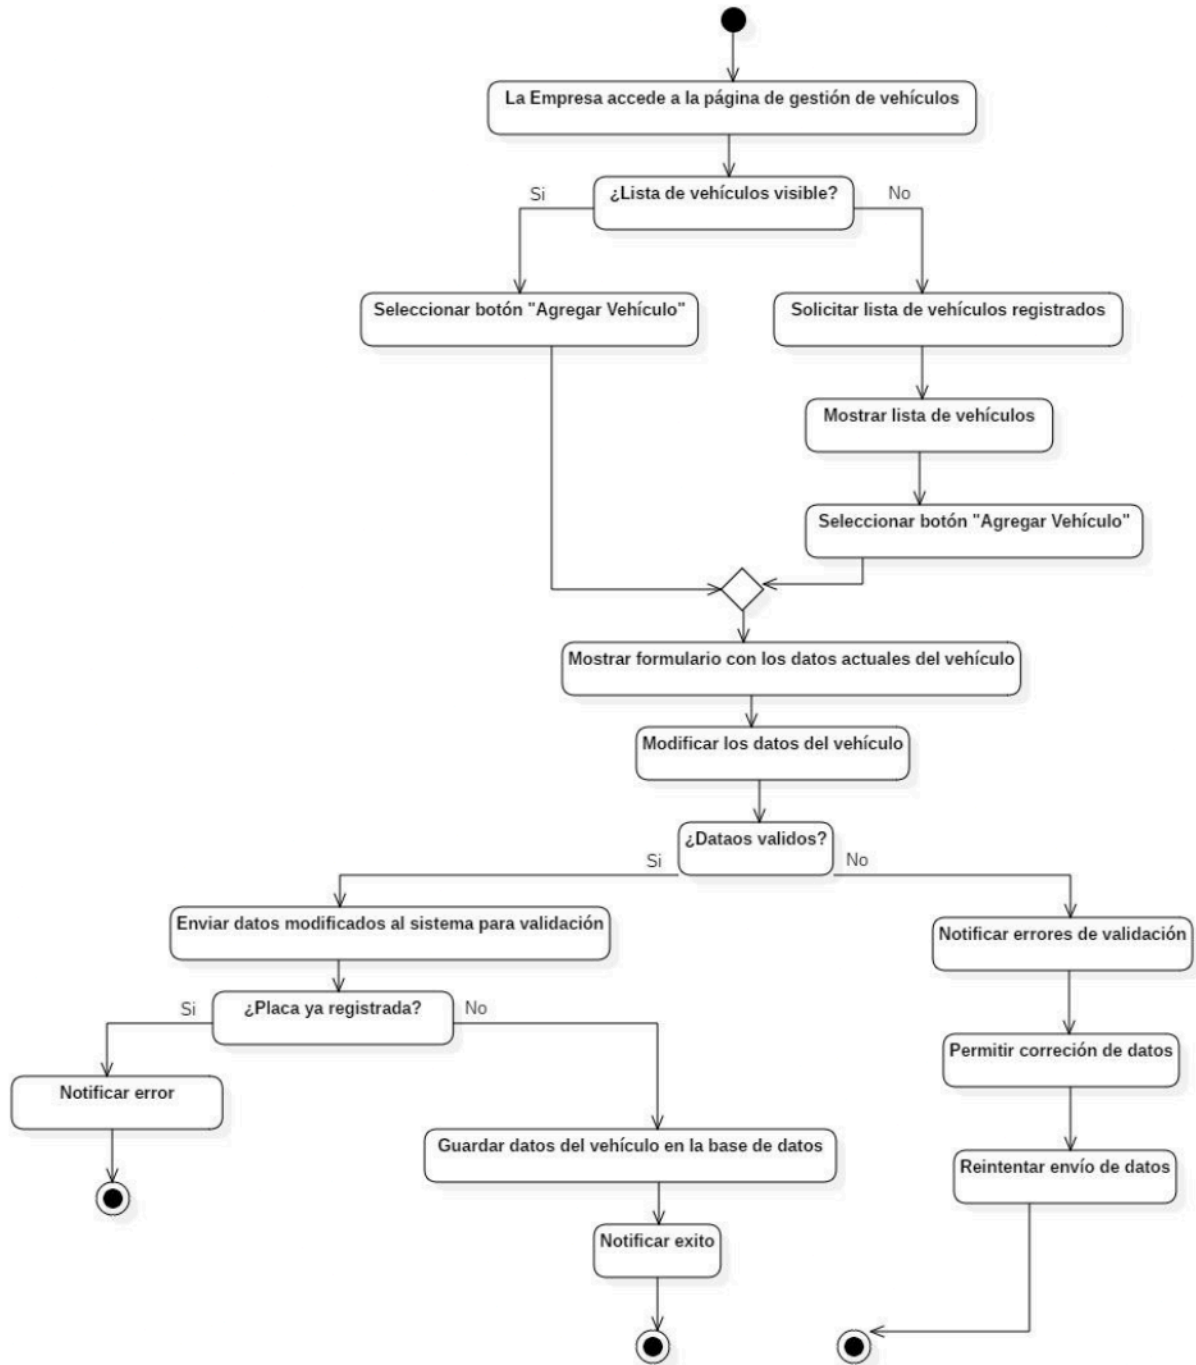 La Empresa accede a la página de gestión de vehículos
¿Lista de vehículos visible?
Si
No
Seleccionar botón "Agregar Vehículo"
Solicitar lista de vehículos registrados
Mostrar lista de vehículos
Seleccionar botón "Agregar Vehículo"
Mostrar formulario con los datos actuales del vehículo
Modificar los datos del vehículo
¿Dataos validos?
Si
No
Enviar datos modificados al sistema para validación
Notificar errores de validación
¿Placa ya registrada?
Si
No
Permitir correción de datos
Notificar error
Guardar datos del vehículo en la base de datos
Reintentar envío de datos
Notificar exito